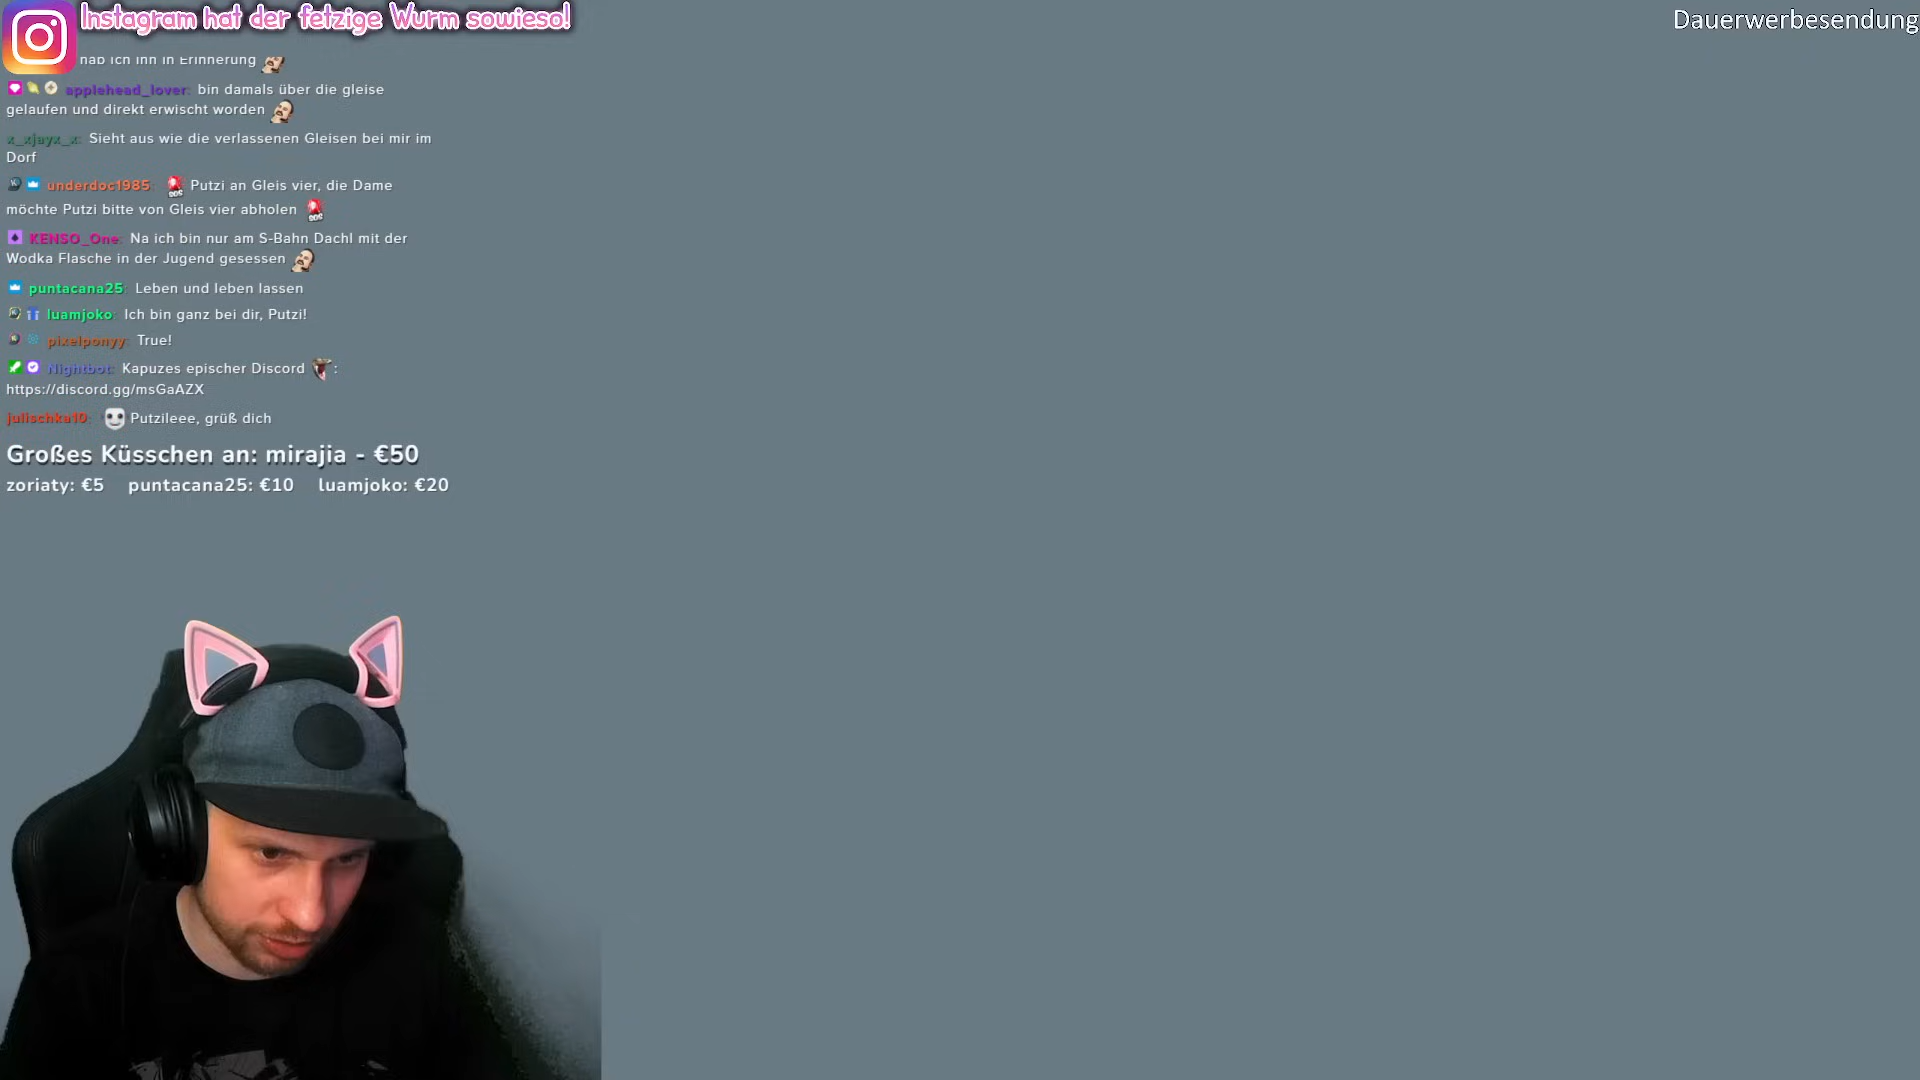 Instagram hat der fetzige Wurm sowieso!
Dauerwerbesendung
hab ich ihn in Erinnerung
applehead_lover: bin damals über die gleise
gelaufen und direkt erwischt worden
x_xjayx_x: Sieht aus wie die verlassenen Gleisen bei mir im
Dorf
underdoc1985: Putzi an Gleis vier, die Dame
möchte Putzi bitte von Gleis vier abholen
KENSO_One: Na ich bin nur am S-Bahn Dachl mit der
Wodka Flasche in der Jugend gesessen
puntacana25: Leben und leben lassen
luamjoko: Ich bin ganz bei dir, Putzi!
pixelponyy: True!
Nightbot: Kapuzes epischer Discord :
https://discord.gg/msGaAZX
julischka10: Putzileee, grüß dich
Großes Küsschen an: mirajia - €50
zoriaty: €5 puntacana25: €10 luamjoko: €20